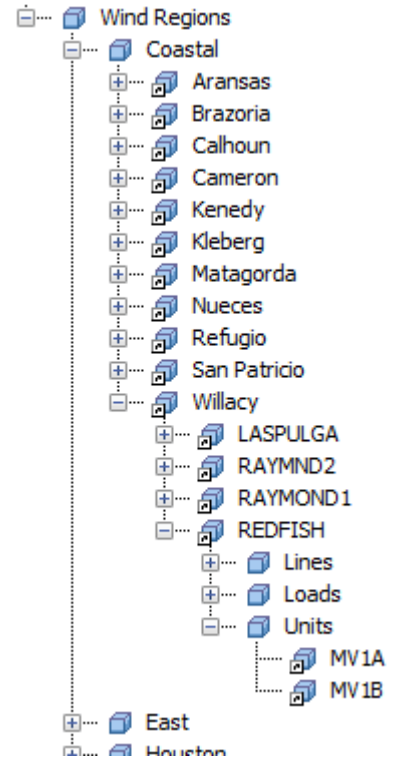 Wind Regions
Coastal
Aransas
Brazoria
Calhoun
Cameron
Kenedy
Kleberg
Matagorda
Nueces
Refugio
San Patricio
Willacy
LASPULGA
RAYMND2
RAYMOND1
REDFISH
Lines
Loads
Units
MV1A
MV1B
East
Houston